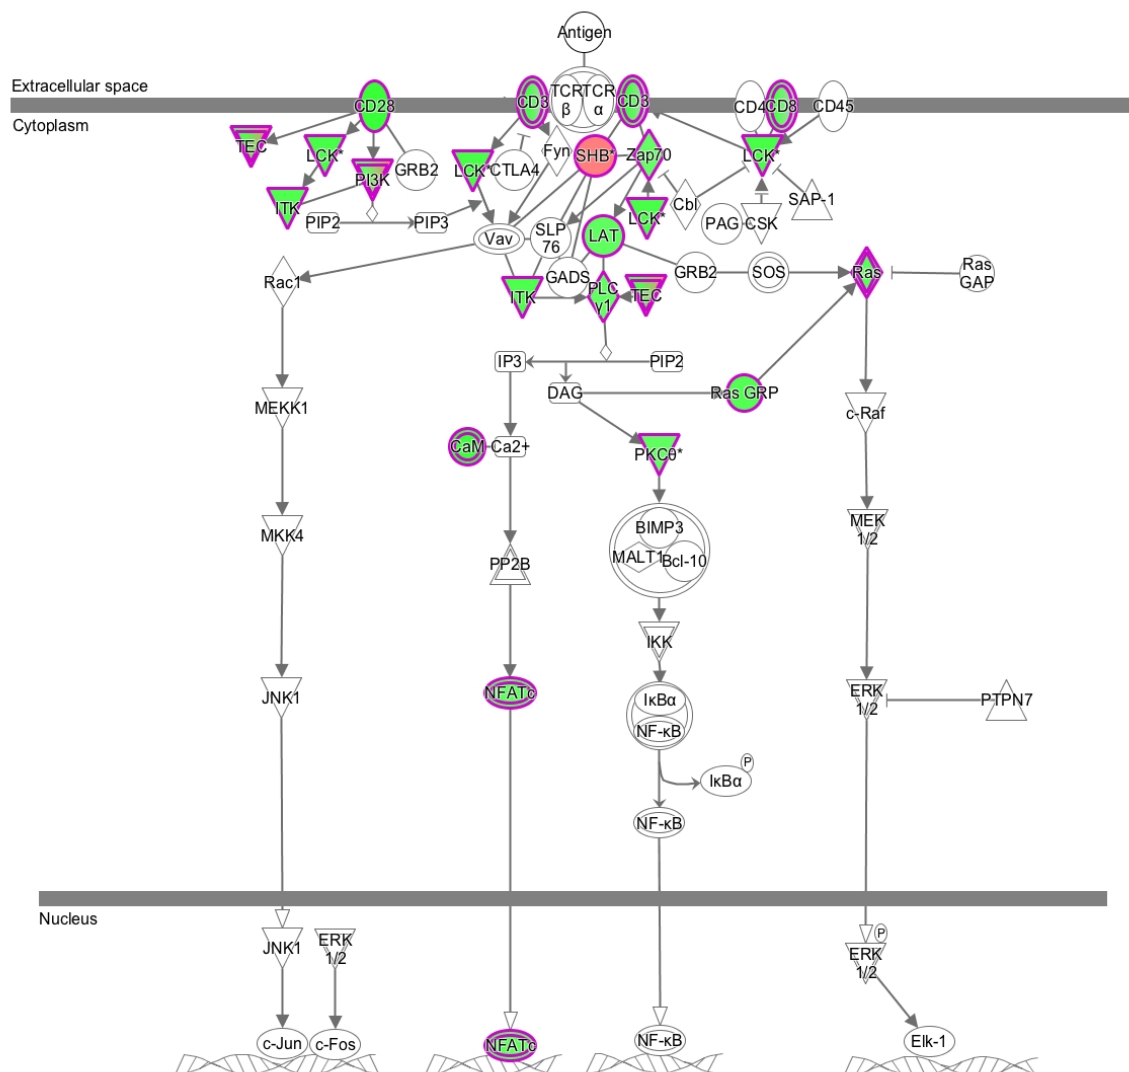 Antigen
Extracellular space
CD28
CD3
TCR
β
TCR
α
CD3
CD4
CD8
CD45
Cytoplasm
TEC
LCK*
PI3K
GRB2
LCK*
CTLA4
Fyn
SHB*
Zap70
LCK*
ITK
PIP2
PIP3
Cbl
LCK*
PAG
CSK
SAP-1
Vav
SLP
76
LAT
Rac1
GADS
GRB2
SOS
Ras
Ras
GAP
ITK
PLC
γ1
TEC
IP3
PIP2
DAG
Ras GRP
MEKK1
c-Raf
CaM
Ca2+
PKCθ*
MKK4
PP2B
BIMP3
MALT1
Bcl-10
MEK
1/2
IKK
JNK1
NFATc
IκBα
NF-κB
ERK
1/2
PTPN7
P
IκBα
NF-κB
Nucleus
JNK1
ERK
1/2
P
ERK
1/2
c-Jun
c-Fos
NFATc
NF-κB
Elk-1